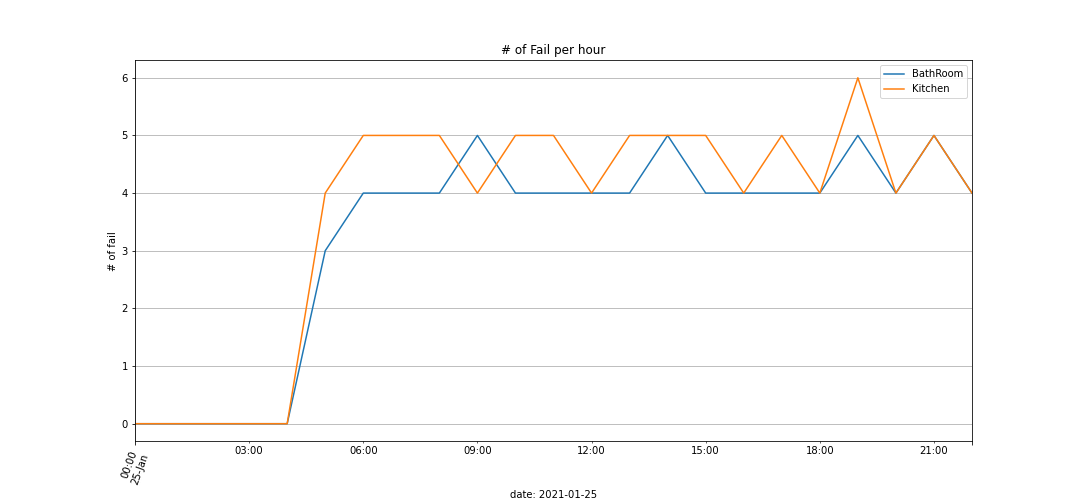 # of Fail per hour
BathRoom
Kitchen
6
5
4
3
2
1
0
# of fail
00:00
25-Jan
03:00
06:00
09:00
12:00
15:00
18:00
21:00
date: 2021-01-25